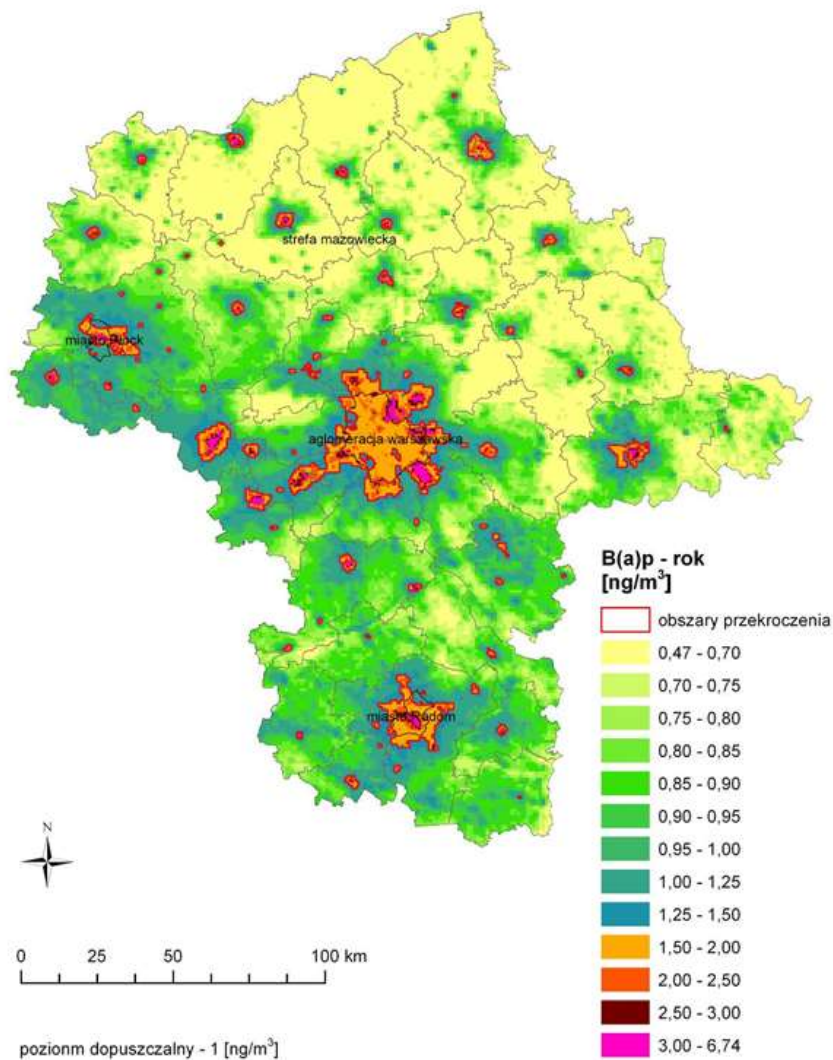 strefa mazowiecka
miasto Płock
aglomeracja warszawska
miasto Radom
B(a)p - rok
[ng/m³]
obszary przekroczenia
0,47 - 0,70
0,70 - 0,75
0,75 - 0,80
0,80 - 0,85
0,85 - 0,90
0,90 - 0,95
0,95 - 1,00
1,00 - 1,25
1,25 - 1,50
1,50 - 2,00
2,00 - 2,50
2,50 - 3,00
3,00 - 6,74
N
0 25 50 100 km
pozionm dopuszczalny - 1 [ng/m³]